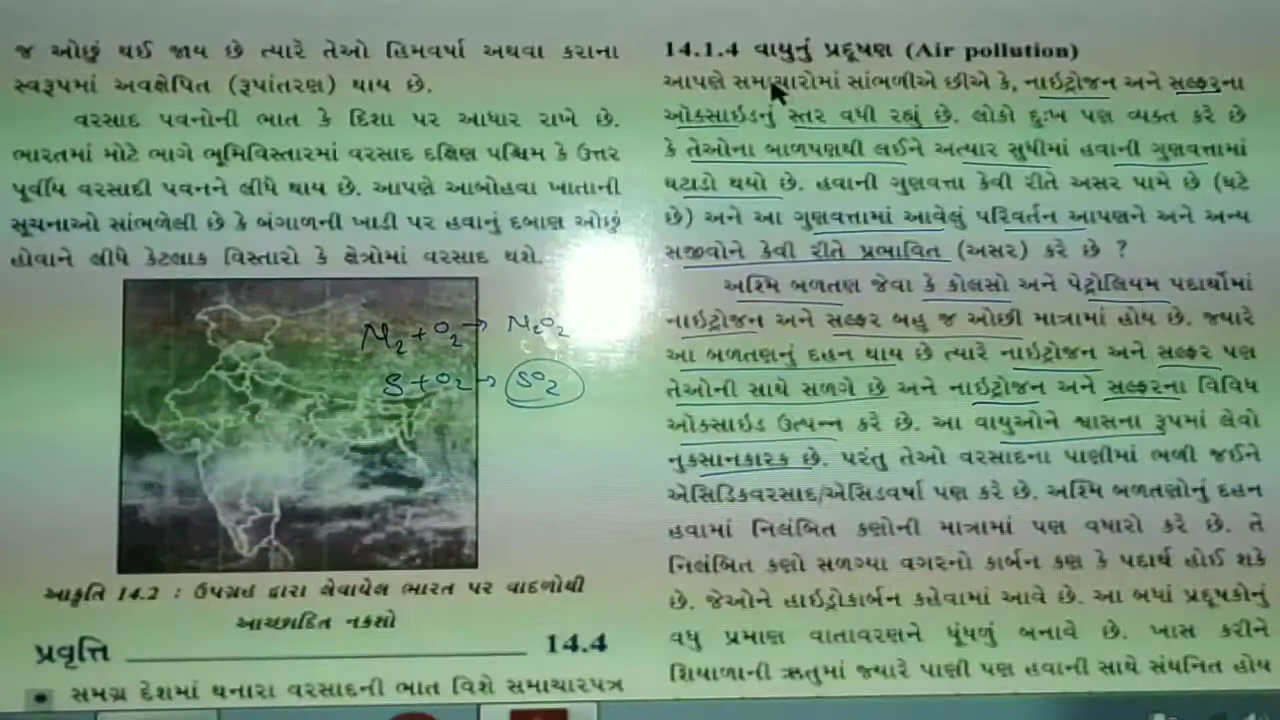 જ ઓછું થઈ જાય છે ત્યારે તેઓ હિમવર્ષા અથવા કરાના
સ્વરૂપમાં અવક્ષેપિત (રૂપાંતરણ) થાય છે.
વરસાદ પવનોની ભાત કે દિશા પર આધાર રાખે છે.
ભારતમાં મોટે ભાગે ભૂમિવિસ્તારમાં વરસાદ દક્ષિણ પશ્ચિમ કે ઉત્તર
પૂર્વીય વરસાદી પવનને લીધે થાય છે. આપણે આબોહવા ખાતાની
સૂચનાઓ સાંભળેલી છે કે બંગાળની ખાડી પર હવાનું દબાણ ઓછું
હોવાને લીધે કેટલાક વિસ્તારો કે ક્ષેત્રોમાં વરસાદ થશે.
N2 + O2 → N2O2
S + O2 → SO2
આકૃતિ 14.2 : ઉપગ્રહ દ્વારા લેવાયેલ ભારત પર વાદળોથી
આચ્છાદિત નકશો
પ્રવૃત્તિ 14.4
• સમગ્ર દેશમાં થનારા વરસાદની ભાત વિશે સમાચારપત્ર
14.1.4 વાયુનું પ્રદૂષણ (Air pollution)
આપણે સમાચારોમાં સાંભળીએ છીએ કે, નાઇટ્રોજન અને સલ્ફરના
ઑક્સાઇડનું સ્તર વધી રહ્યું છે. લોકો દુઃખ પણ વ્યક્ત કરે છે
કે તેઓના બાળપણથી લઈને અત્યાર સુધીમાં હવાની ગુણવત્તામાં
ઘટાડો થયો છે. હવાની ગુણવત્તા કેવી રીતે અસર પામે છે (ઘટે
છે) અને આ ગુણવત્તામાં આવેલું પરિવર્તન આપણને અને અન્ય
સજીવોને કેવી રીતે પ્રભાવિત (અસર) કરે છે ?
અશ્મિ બળતણ જેવા કે કોલસો અને પેટ્રોલિયમ પદાર્થોમાં
નાઇટ્રોજન અને સલ્ફર બહુ જ ઓછી માત્રામાં હોય છે. જ્યારે
આ બળતણનું દહન થાય છે ત્યારે નાઇટ્રોજન અને સલ્ફર પણ
તેઓની સાથે સળગે છે અને નાઇટ્રોજન અને સલ્ફરના વિવિધ
ઑક્સાઇડ ઉત્પન્ન કરે છે. આ વાયુઓને શ્વાસના રૂપમાં લેવો
નુકસાનકારક છે. પરંતુ તેઓ વરસાદના પાણીમાં ભળી જઈને
ઍસિડિકવરસાદ/ઍસિડવર્ષા પણ કરે છે. અશ્મિ બળતણોનું દહન
હવામાં નિલંબિત કણોની માત્રામાં પણ વધારો કરે છે. તે
નિલંબિત કણો સળગ્યા વગરનો કાર્બન કણ કે પદાર્થ હોઈ શકે
છે. જેઓને હાઇડ્રોકાર્બન કહેવામાં આવે છે. આ બધાં પ્રદૂષકોનું
વધુ પ્રમાણ વાતાવરણને ધૂંધળું બનાવે છે. ખાસ કરીને
શિયાળાની ઋતુમાં જ્યારે પાણી પણ હવાની સાથે સંઘનિત હોય